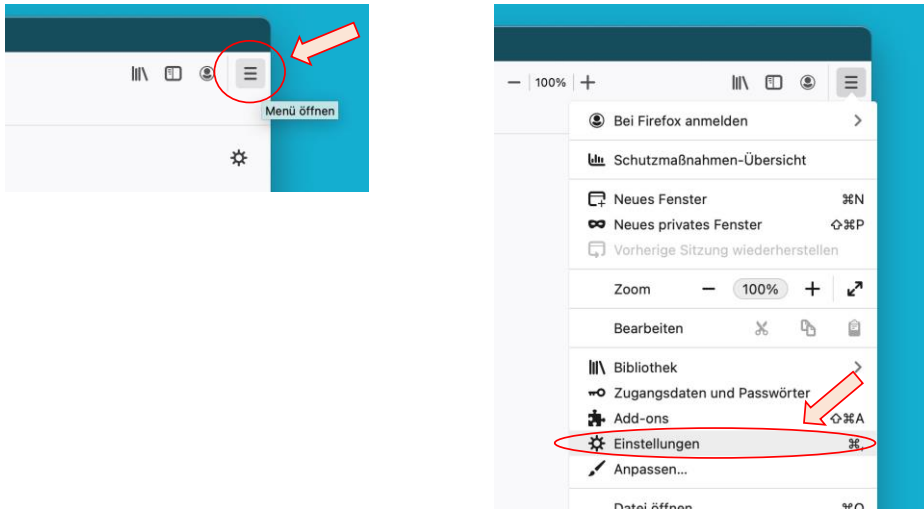 Menü öffnen
100%
Bei Firefox anmelden
Schutzmaßnahmen-Übersicht
Neues Fenster ⌘N
Neues privates Fenster ⇧⌘P
Vorherige Sitzung wiederherstellen
Zoom 100%
Bearbeiten
Bibliothek
Zugangsdaten und Passwörter
Add-ons ⇧⌘A
Einstellungen ⌘,
Anpassen...
Datei öffnen ⌘O